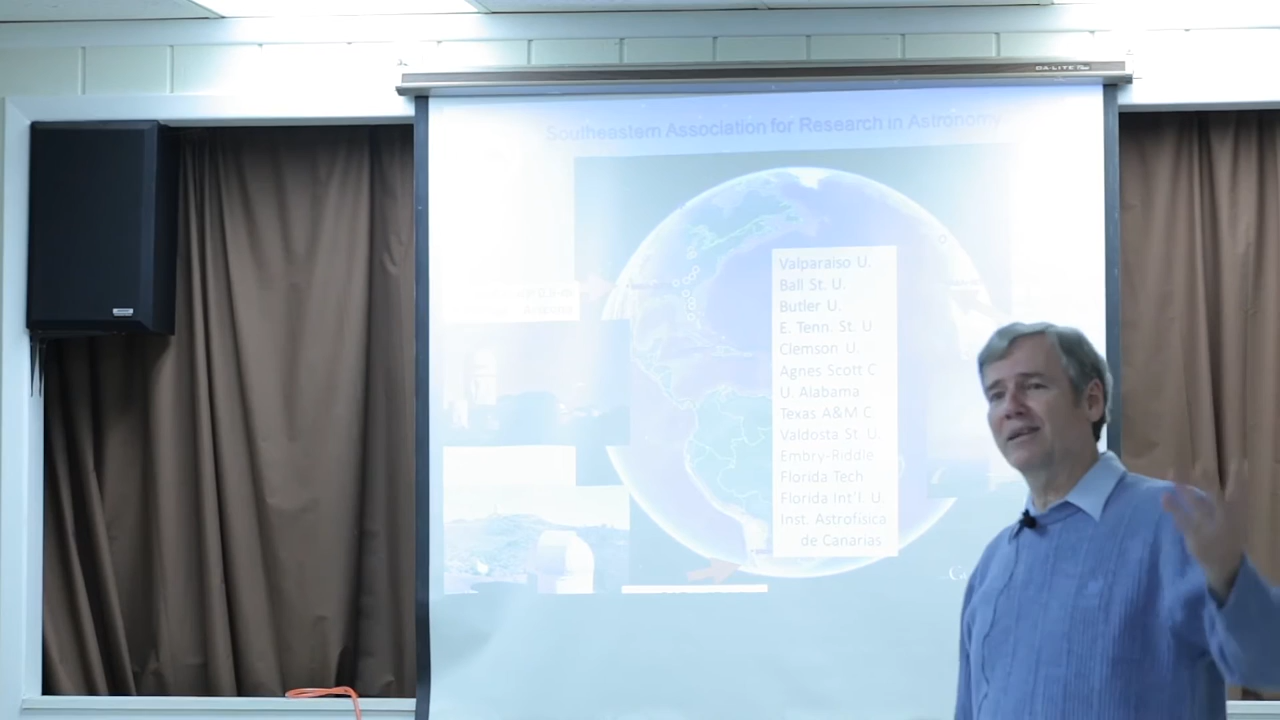 DA-LITE
Southeastern Association for Research in Astronomy
Valparaiso U.
Ball St. U.
Butler U.
E. Tenn. St. U
Clemson U.
Agnes Scott C
U. Alabama
Texas A&M C.
Valdosta St. U.
Embry-Riddle
Florida Tech
Florida Int'l. U.
Inst. Astrofisica
de Canarias